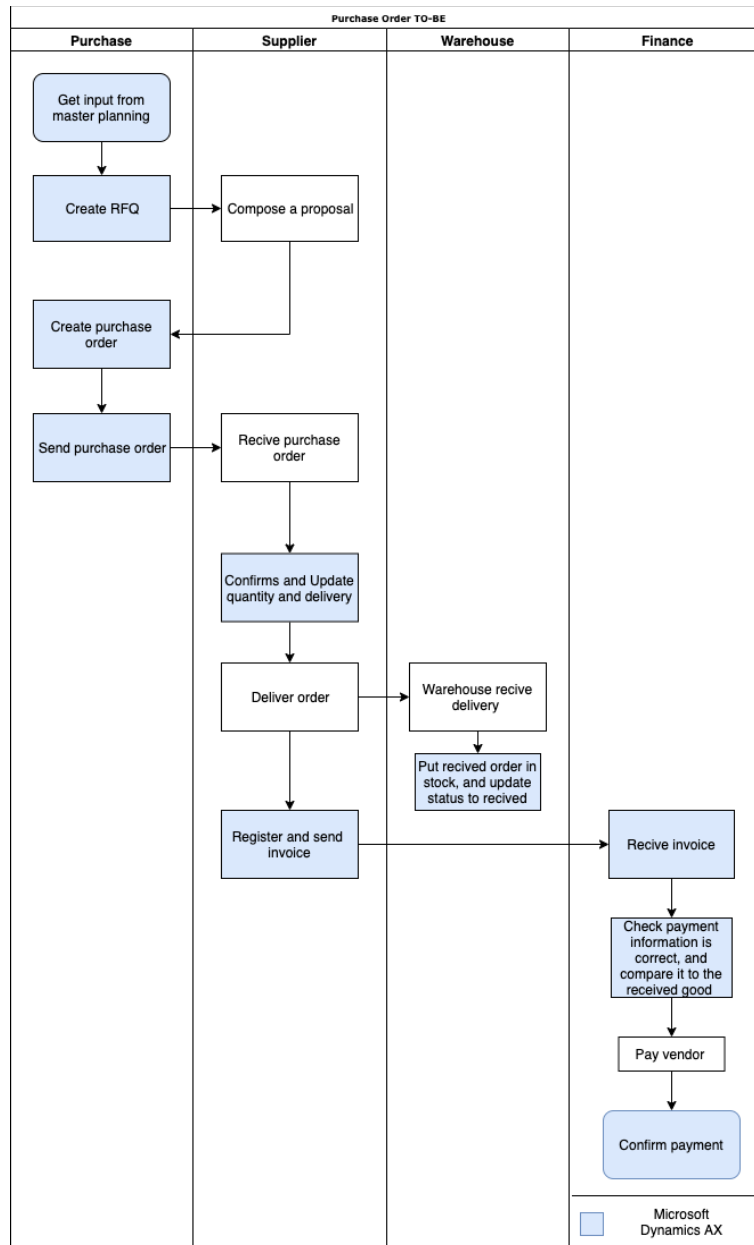 Purchase Order TO-BE
Purchase
Supplier
Warehouse
Finance
Get input from
master planning
Create RFQ
Compose a proposal
Create purchase
order
Send purchase order
Recive purchase
order
Confirms and Update
quantity and delivery
Deliver order
Warehouse recive
delivery
Put recived order in
stock, and update
status to recived
Register and send
invoice
Recive invoice
Check payment
information is
correct, and
compare it to the
received good
Pay vendor
Confirm payment
Microsoft
Dynamics AX